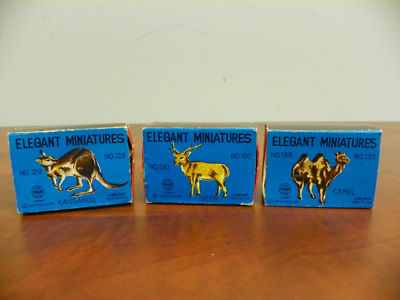 ELEGANT MINIATURES
NO.129
NO.129
KANGAROO
ELEGANT MINIATURES
NO.130
NO.130
DEER
ELEGANT MINIATURES
NO.133
NO.133
CAMEL